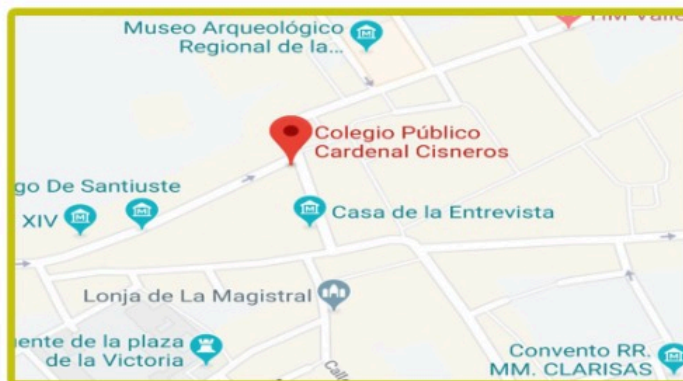 Museo Arqueológico
Regional de la...
Colegio Público
Cardenal Cisneros
go De Santiuste
XIV
Casa de la Entrevista
Lonja de La Magistral
de la plaza
de la Victoria
Calle
Convento RR.
MM. CLARISAS